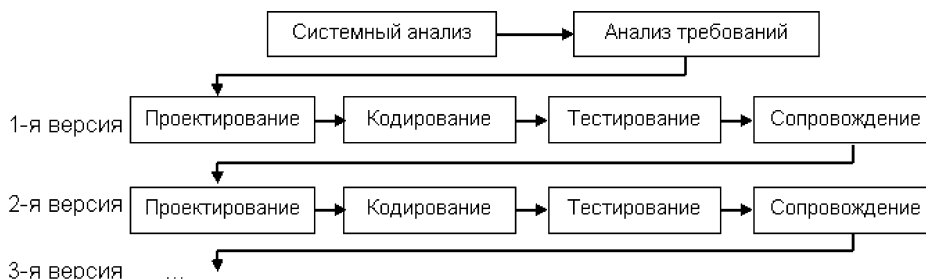 Системный анализ Анализ требований
1-я версия Проектирование Кодирование Тестирование Сопровождение
2-я версия Проектирование Кодирование Тестирование Сопровождение
3-я версия ...